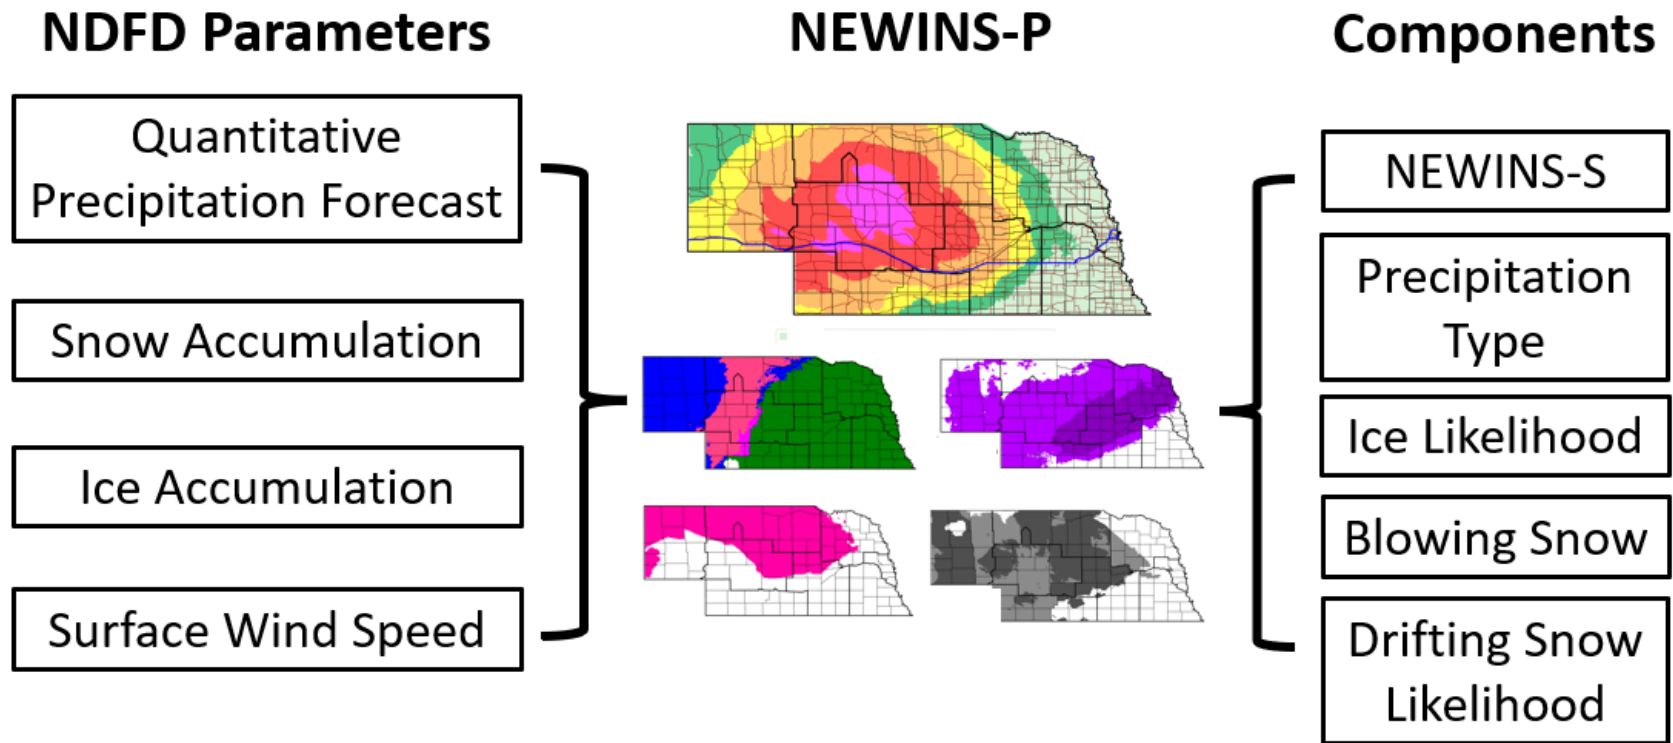 NDFD Parameters
NEWINS-P
Components
Quantitative
Precipitation Forecast
Snow Accumulation
Ice Accumulation
Surface Wind Speed
NEWINS-S
Precipitation
Type
Ice Likelihood
Blowing Snow
Drifting Snow
Likelihood